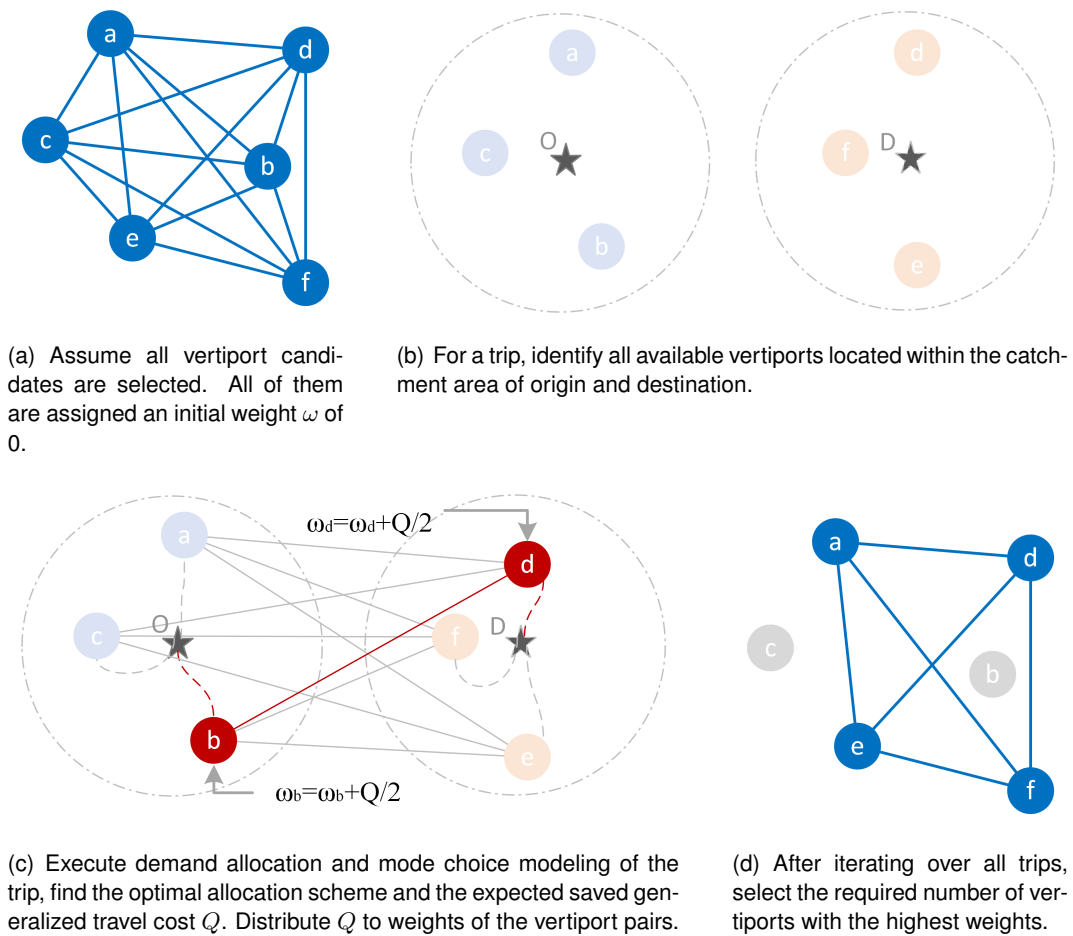 a
d
c
b
e
f
a
c
O
b
d
f
D
e
(a) Assume all vertiport candi-
dates are selected. All of them
are assigned an initial weight ω of
0.
(b) For a trip, identify all available vertiports located within the catch-
ment area of origin and destination.
ωd=ωd+Q/2
a
d
c
O
f
D
b
e
ωb=ωb+Q/2
a
d
c
b
e
f
(c) Execute demand allocation and mode choice modeling of the
trip, find the optimal allocation scheme and the expected saved gen-
eralized travel cost Q. Distribute Q to weights of the vertiport pairs.
(d) After iterating over all trips,
select the required number of ver-
tiports with the highest weights.